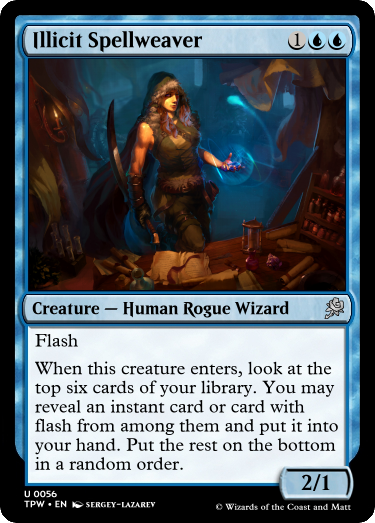 Illicit Spellweaver 1
Creature — Human Rogue Wizard
Flash
When this creature enters, look at the
top six cards of your library. You may
reveal an instant card or card with
flash from among them and put it into
your hand. Put the rest on the bottom
in a random order.
2/1
U 0056
TPW • EN SERGEY-LAZAREV
© Wizards of the Coast and Matt